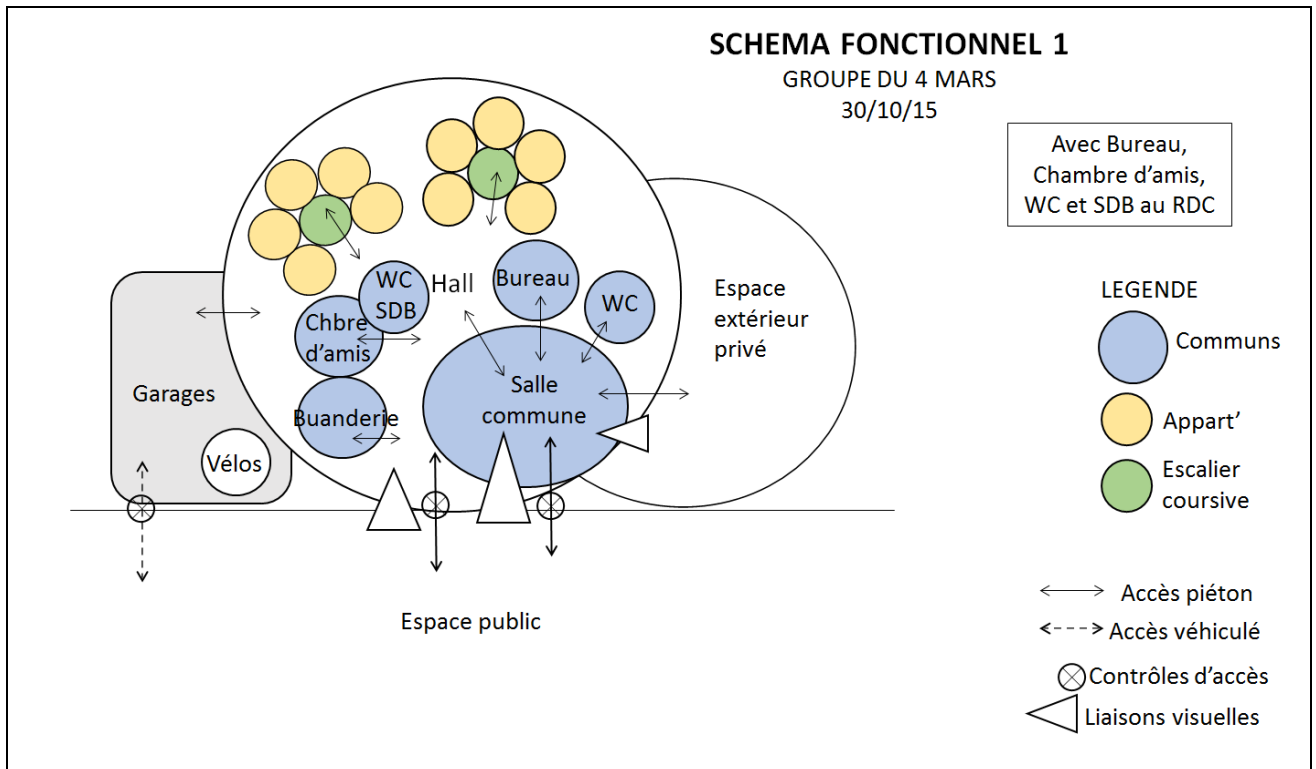 SCHEMA FONCTIONNEL 1
GROUPE DU 4 MARS
30/10/15
Avec Bureau,
Chambre d'amis,
WC et SDB au RDC
WC
SDB
Hall
Bureau
WC
Chbre
d'amis
Buanderie
Salle
commune
Espace
extérieur
privé
Garages
Vélos
Espace public
LEGENDE
Communs
Appart'
Escalier
coursive
Accès piéton
Accès véhiculé
Contrôles d'accès
Liaisons visuelles